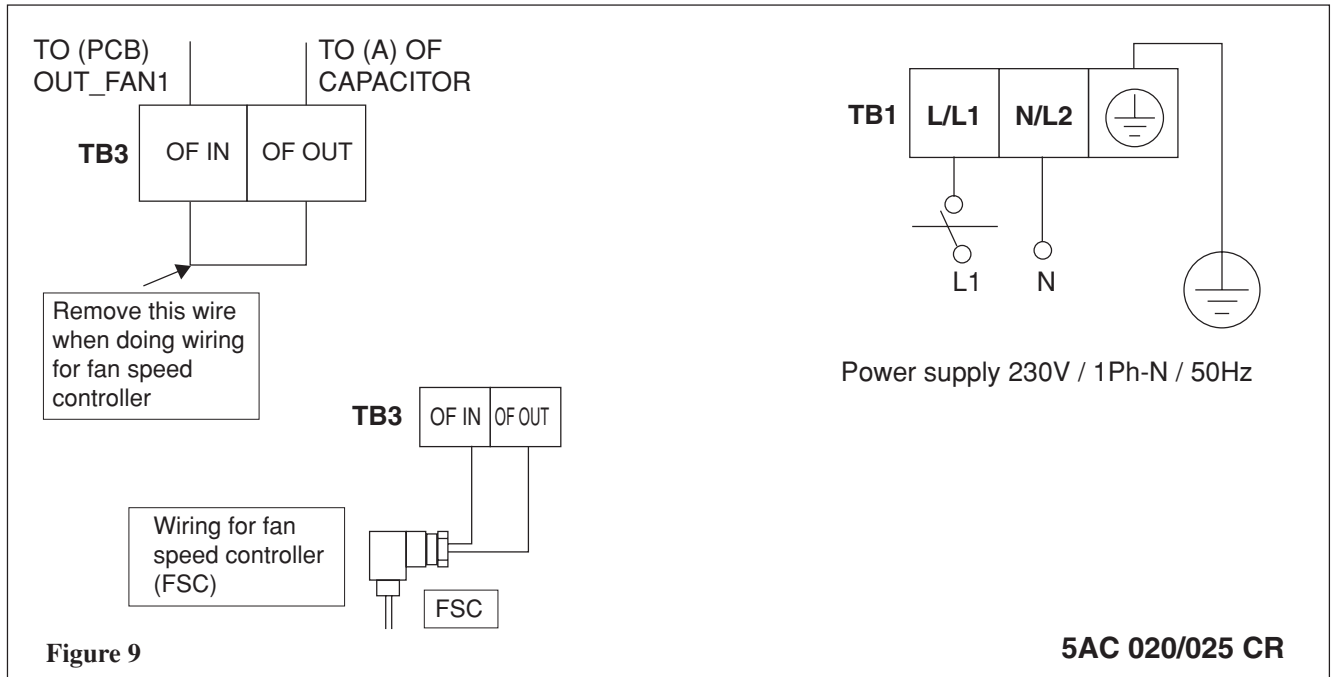 TO (PCB)
OUT_FAN1
TO (A) OF
CAPACITOR
TB3
OF IN
OF OUT
Remove this wire
when doing wiring
for fan speed
controller
TB3
OF IN
OF OUT
Wiring for fan
speed controller
(FSC)
FSC
Figure 9
TB1
L/L1
N/L2
L1
N
Power supply 230V / 1Ph-N / 50Hz
5AC 020/025 CR